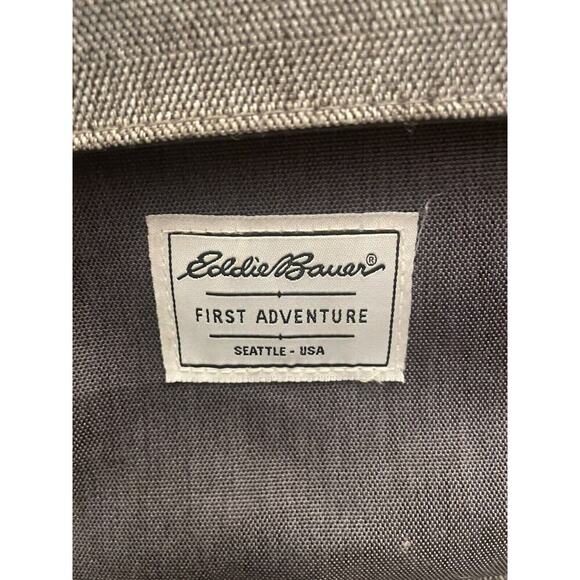 Eddie Bauer®
FIRST ADVENTURE
SEATTLE - USA